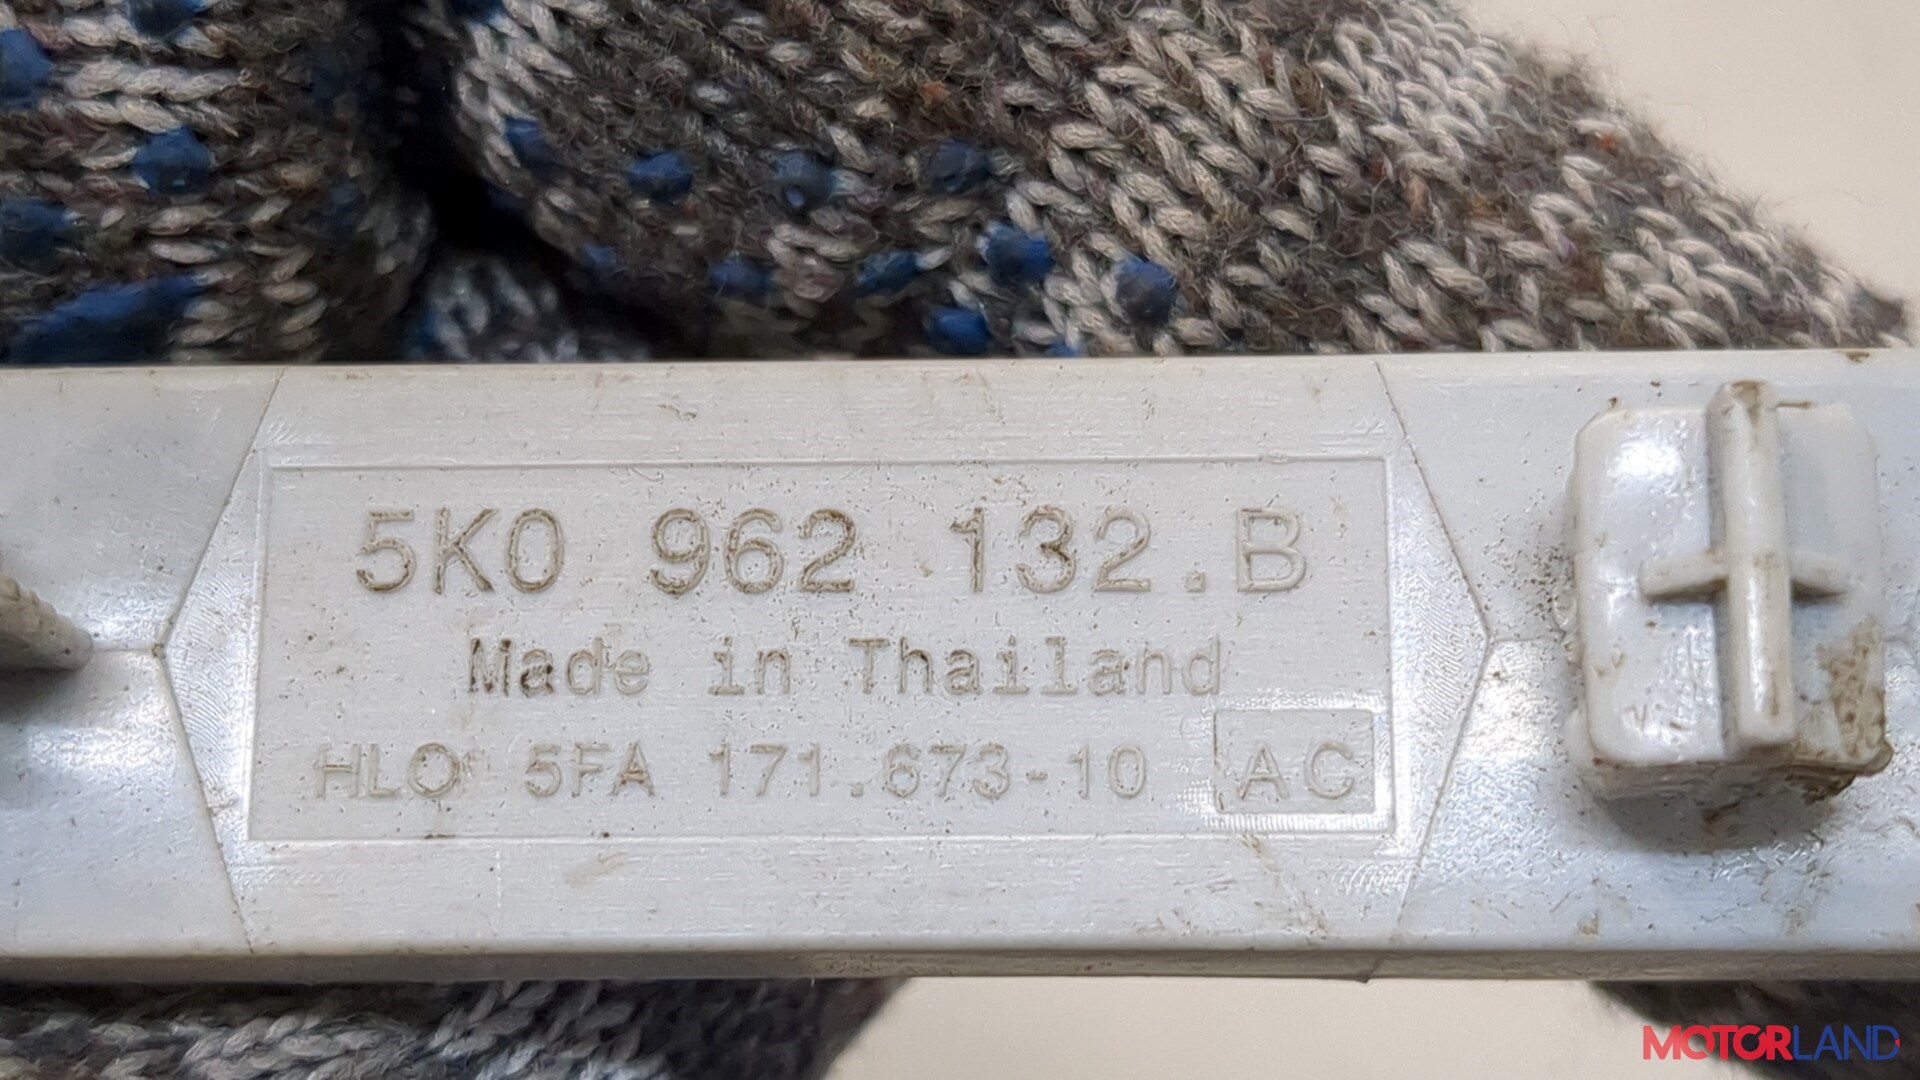 5K0 962 132.B
Made in Thailand
HLO 5FA 171.673-10 AC
MOTORLAND